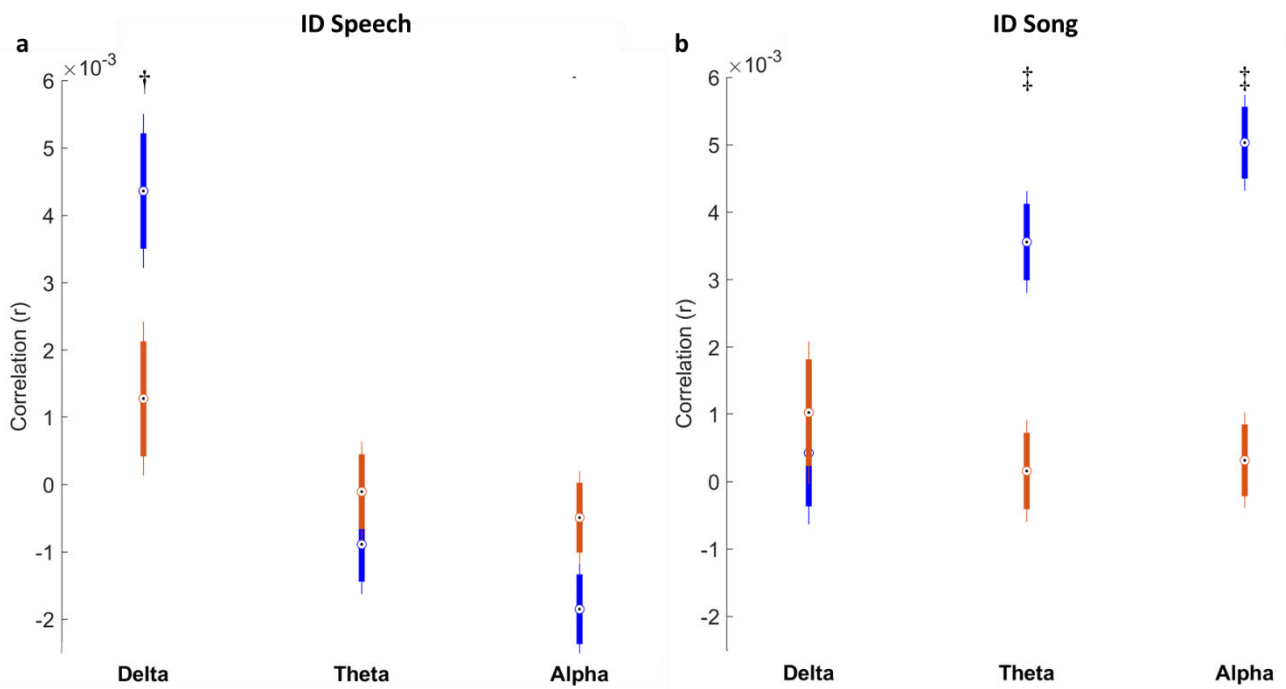 ID Speech
a
×10⁻³
†
-
6
5
4
3
2
1
0
-1
-2
Correlation (r)
Delta Theta Alpha
ID Song
b
×10⁻³
‡ ‡
6
5
4
3
2
1
0
-1
-2
Correlation (r)
Delta Theta Alpha